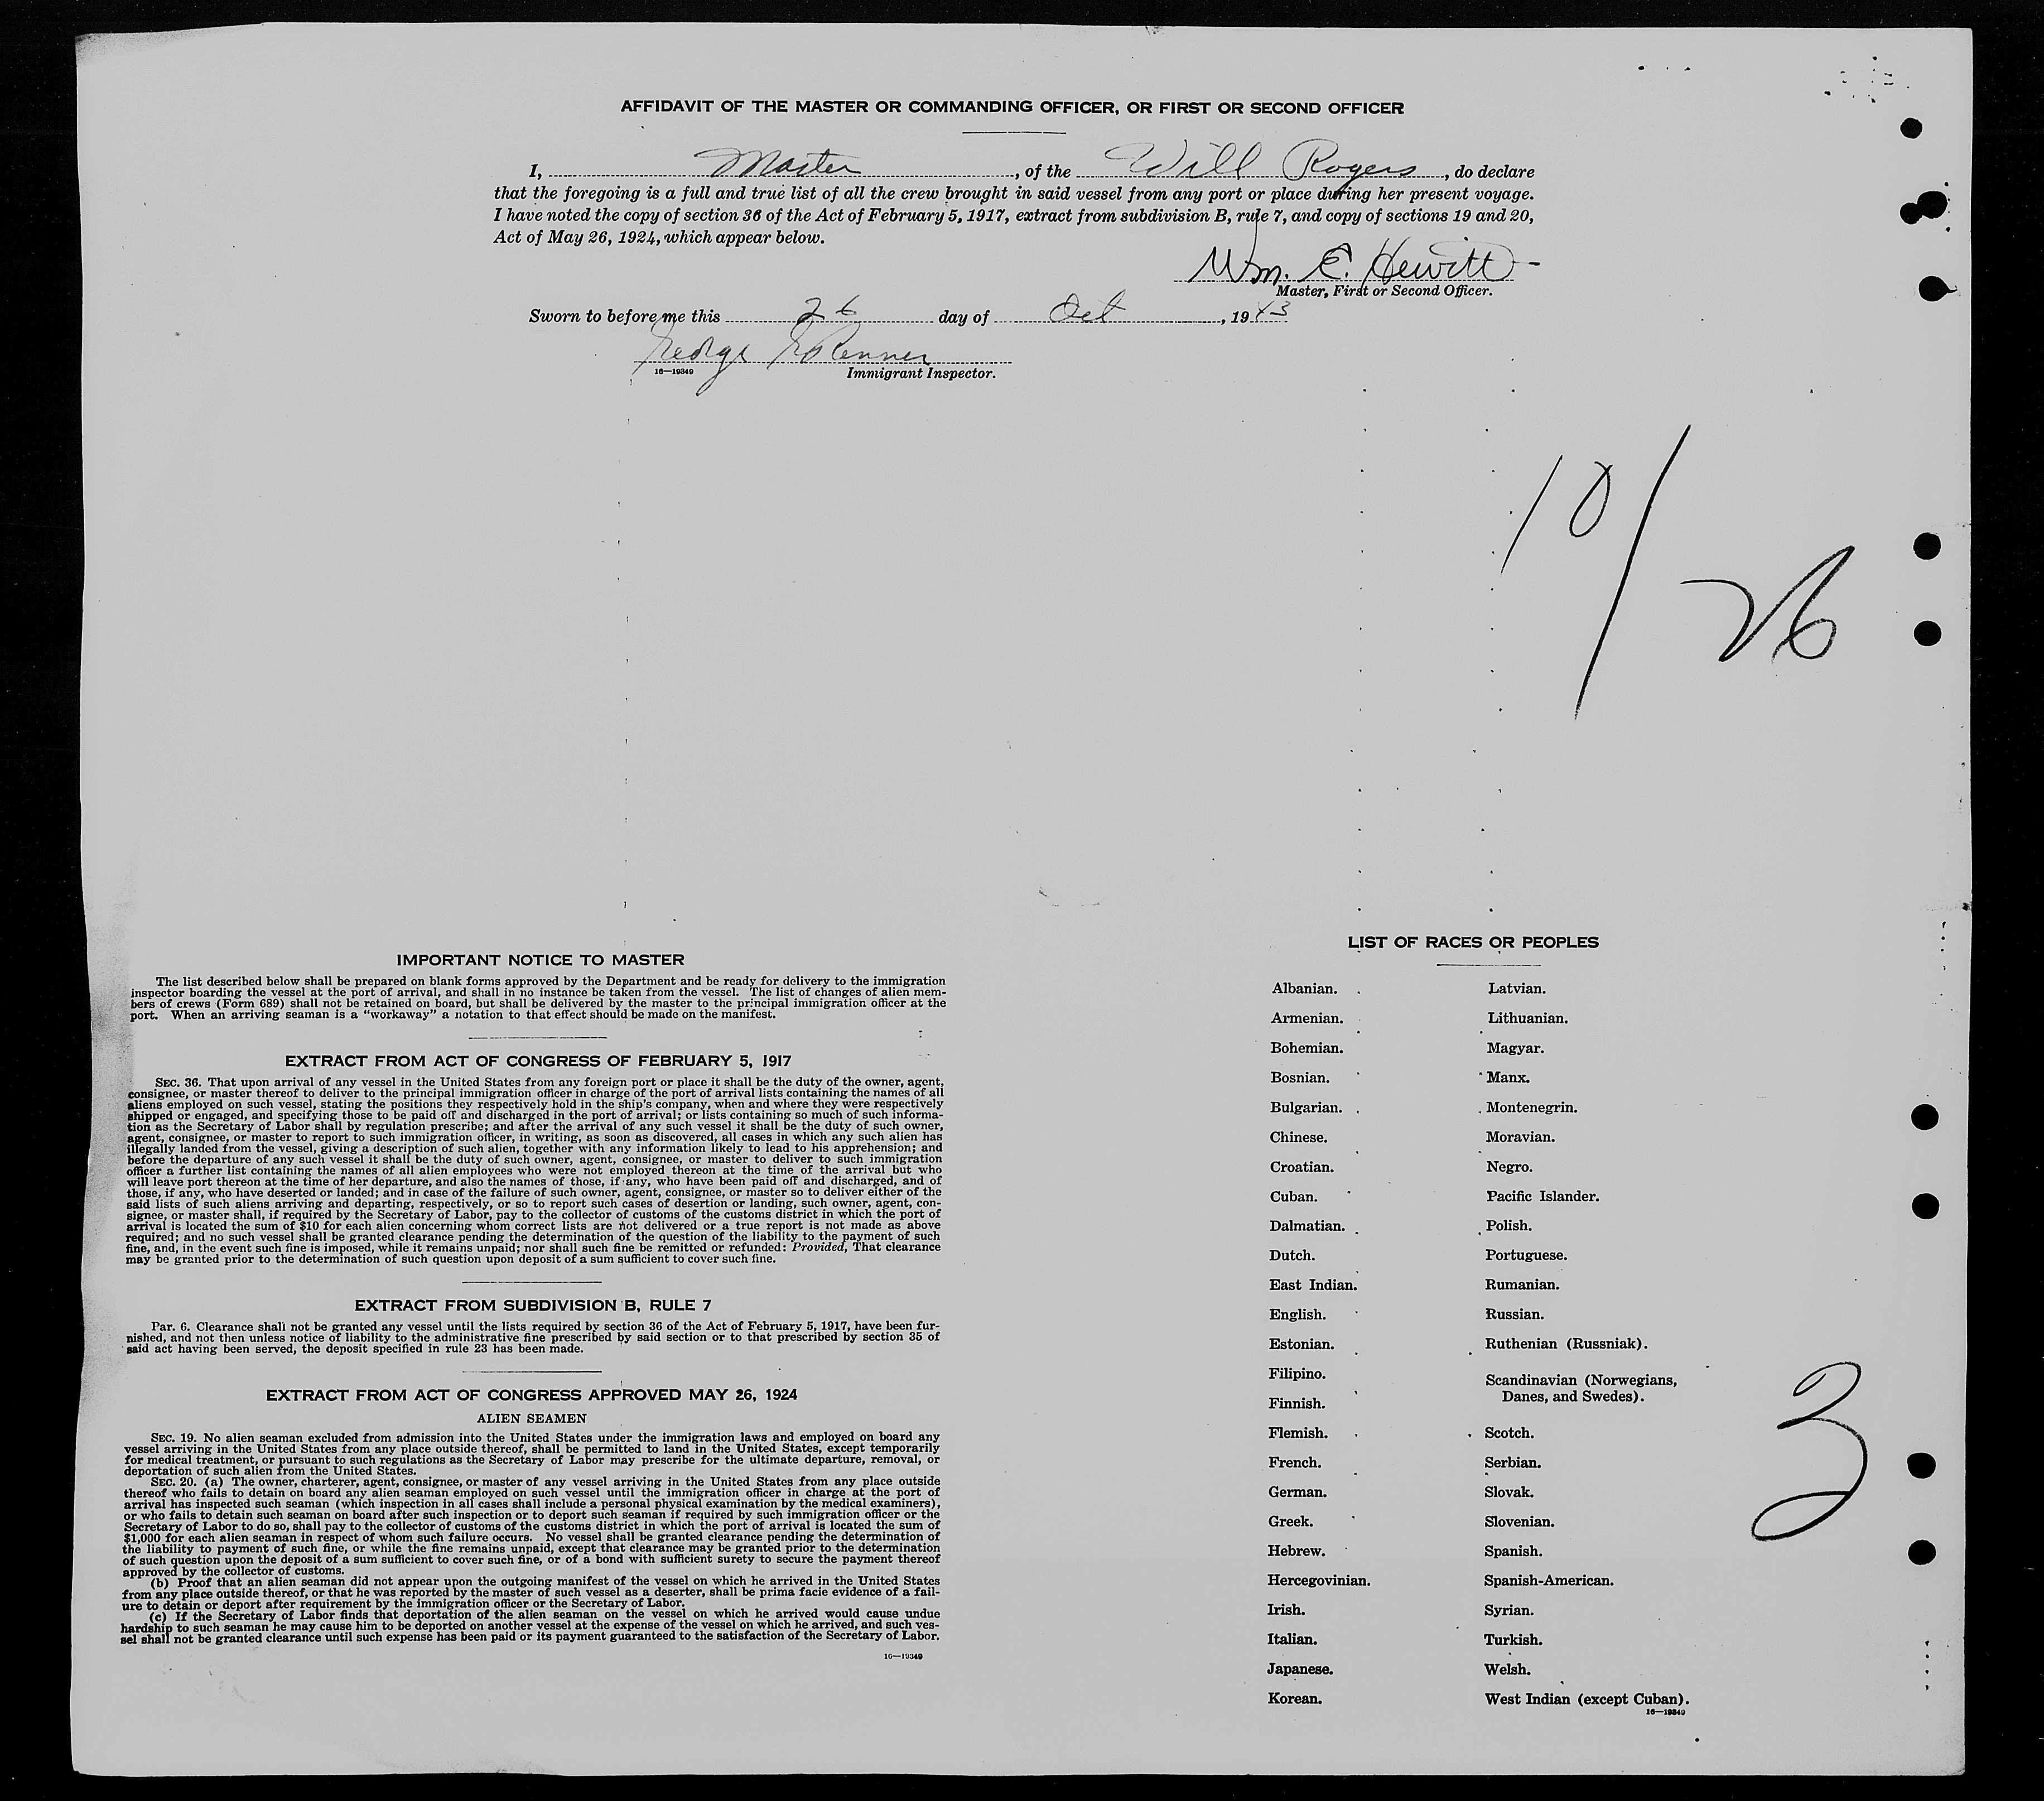 AFFIDAVIT OF THE MASTER OR COMMANDING OFFICER, OR FIRST OR SECOND OFFICER
I, Master, of the Will Rogers, do declare
that the foregoing is a full and true list of all the crew brought in said vessel from any port or place during her present voyage.
I have noted the copy of section 36 of the Act of February 5, 1917, extract from subdivision B, rule 7, and copy of sections 19 and 20,
Act of May 26, 1924, which appear below.
Wm. E. Hewitt
Master, First or Second Officer.
Sworn to before me this 26 day of Oct, 1943
George
16—19349 Immigrant Inspector.
10/26
IMPORTANT NOTICE TO MASTER
The list described below shall be prepared on blank forms approved by the Department and be ready for delivery to the immigration
inspector boarding the vessel at the port of arrival, and shall in no instance be taken from the vessel. The list of changes of alien mem-
bers of crews (Form 689) shall not be retained on board, but shall be delivered by the master to the principal immigration officer at the
port. When an arriving seaman is a "workaway" a notation to that effect should be made on the manifest.
EXTRACT FROM ACT OF CONGRESS OF FEBRUARY 5, 1917
SEC. 36. That upon arrival of any vessel in the United States from any foreign port or place it shall be the duty of the owner, agent,
consignee, or master thereof to deliver to the principal immigration officer in charge of the port of arrival lists containing the names of all
aliens employed on such vessel, stating the positions they respectively hold in the ship's company, when and where they were respectively
shipped or engaged, and specifying those to be paid off and discharged in the port of arrival; or lists containing so much of such informa-
tion as the Secretary of Labor shall by regulation prescribe; and after the arrival of any such vessel it shall be the duty of such owner,
agent, consignee, or master to report to such immigration officer, in writing, as soon as discovered, all cases in which any such alien has
illegally landed from the vessel, giving a description of such alien, together with any information likely to lead to his apprehension; and
before the departure of any such vessel it shall be the duty of such owner, agent, consignee, or master to deliver to such immigration
officer a further list containing the names of all alien employees who were not employed thereon at the time of the arrival but who
will leave port thereon at the time of her departure, and also the names of those, if any, who have been paid off and discharged, and of
those, if any, who have deserted or landed; and in case of the failure of such owner, agent, consignee, or master so to deliver either of the
said lists of such aliens arriving and departing, respectively, or so to report such cases of desertion or landing, such owner, agent, con-
signee, or master shall, if required by the Secretary of Labor, pay to the collector of customs of the customs district in which the port of
arrival is located the sum of $10 for each alien concerning whom correct lists are not delivered or a true report is not made as above
required; and no such vessel shall be granted clearance pending the determination of the question of the liability to the payment of such
fine, and, in the event such fine is imposed, while it remains unpaid; nor shall such fine be remitted or refunded: Provided, That clearance
may be granted prior to the determination of such question upon deposit of a sum sufficient to cover such fine.
EXTRACT FROM SUBDIVISION B, RULE 7
Par. 6. Clearance shall not be granted any vessel until the lists required by section 36 of the Act of February 5, 1917, have been fur-
nished, and not then unless notice of liability to the administrative fine prescribed by said section or to that prescribed by section 35 of
said act having been served, the deposit specified in rule 23 has been made.
EXTRACT FROM ACT OF CONGRESS APPROVED MAY 26, 1924
ALIEN SEAMEN
SEC. 19. No alien seaman excluded from admission into the United States under the immigration laws and employed on board any
vessel arriving in the United States from any place outside thereof, shall be permitted to land in the United States, except temporarily
for medical treatment, or pursuant to such regulations as the Secretary of Labor may prescribe for the ultimate departure, removal, or
deportation of such alien from the United States.
SEC. 20. (a) The owner, charterer, agent, consignee, or master of any vessel arriving in the United States from any place outside
thereof who fails to detain on board any alien seaman employed on such vessel until the immigration officer in charge at the port of
arrival has inspected such seaman (which inspection in all cases shall include a personal physical examination by the medical examiners),
or who fails to detain such seaman on board after such inspection or to deport such seaman if required by such immigration officer or the
Secretary of Labor to do so, shall pay to the collector of customs of the customs district in which the port of arrival is located the sum of
$1,000 for each alien seaman in respect of whom such failure occurs. No vessel shall be granted clearance pending the determination of
the liability to payment of such fine, or while the fine remains unpaid, except that clearance may be granted prior to the determination
of such question upon the deposit of a sum sufficient to cover such fine, or of a bond with sufficient surety to secure the payment thereof
approved by the collector of customs.
(b) Proof that an alien seaman did not appear upon the outgoing manifest of the vessel on which he arrived in the United States
from any place outside thereof, or that he was reported by the master of such vessel as a deserter, shall be prima facie evidence of a fail-
ure to detain or deport after requirement by the immigration officer or the Secretary of Labor.
(c) If the Secretary of Labor finds that deportation of the alien seaman on the vessel on which he arrived would cause undue
hardship to such seaman he may cause him to be deported on another vessel at the expense of the vessel on which he arrived, and such ves-
sel shall not be granted clearance until such expense has been paid or its payment guaranteed to the satisfaction of the Secretary of Labor.
16—19349
LIST OF RACES OR PEOPLES
Albanian.
Armenian.
Bohemian.
Bosnian.
Bulgarian.
Chinese.
Croatian.
Cuban.
Dalmatian.
Dutch.
East Indian.
English.
Estonian.
Filipino.
Finnish.
Flemish.
French.
German.
Greek.
Hebrew.
Hercegovinian.
Irish.
Italian.
Japanese.
Korean.
Latvian.
Lithuanian.
Magyar.
Manx.
Montenegrin.
Moravian.
Negro.
Pacific Islander.
Polish.
Portuguese.
Rumanian.
Russian.
Ruthenian (Russniak).
Scandinavian (Norwegians,
Danes, and Swedes).
Scotch.
Serbian.
Slovak.
Slovenian.
Spanish.
Spanish-American.
Syrian.
Turkish.
Welsh.
West Indian (except Cuban).
16—19349
3